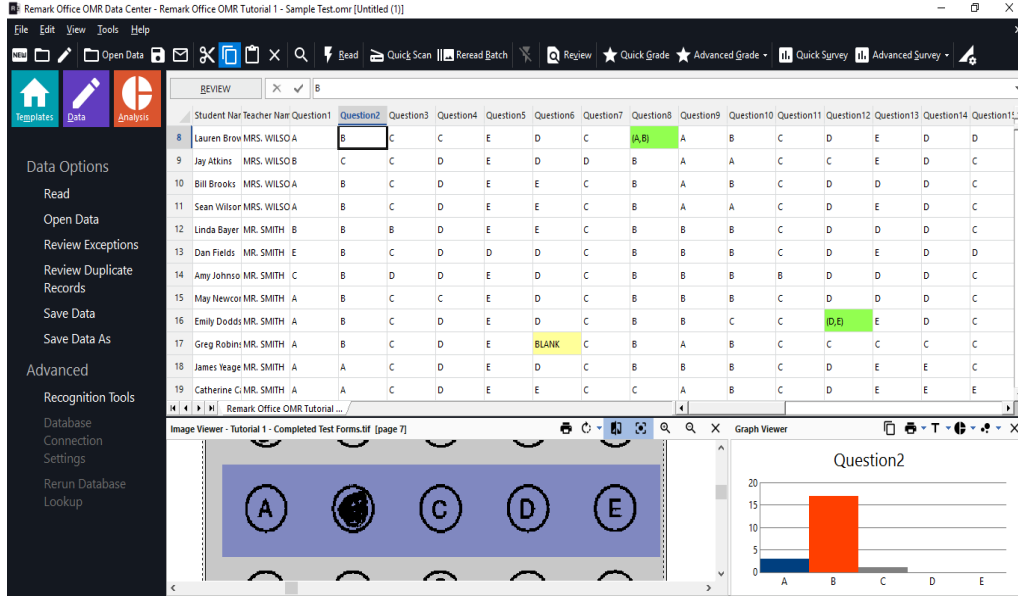 Remark Office OMR Data Center - Remark Office OMR Tutorial 1 - Sample Test.omr [Untitled (1)]
File Edit View Tools Help
NEW Open Data Read Quick Scan Reread Batch Review Quick Grade Advanced Grade Quick Survey Advanced Survey
Templates Data Analysis
REVIEW B
Student Nar Teacher Nam Question1 Question2 Question3 Question4 Question5 Question6 Question7 Question8 Question9 Question10 Question11 Question12 Question13 Question14 Question15
8 Lauren Brow MRS. WILSO A B C C E D C (A,B) A B C D E D D
9 Jay Atkins MRS. WILSO B C C D E D D B A A C C E D C
10 Bill Brooks MRS. WILSO A B C D E E C B A B C D D D C
11 Sean Wilson MRS. WILSO A B C D E E C B A A C D E D C
12 Linda Bayer MR. SMITH B B B D E E C B B B C D D D C
13 Dan Fields MR. SMITH E B C D D D C B B B C D E D D
14 Amy Johnso MR. SMITH C B D D E D C B B B B D D D C
15 May Newcor MR. SMITH A B C C E D C B B B C D D D C
16 Emily Dodds MR. SMITH A B C D E D C B B C C (D,E) E D C
17 Greg Robins MR. SMITH A B C D E BLANK C B A B C C C C C
18 James Yeage MR. SMITH A A C D E D C B B B C D E E C
19 Catherine Ca MR. SMITH A A C D E E C C A B C D E E E
Remark Office OMR Tutorial ...
Data Options
Read
Open Data
Review Exceptions
Review Duplicate
Records
Save Data
Save Data As
Advanced
Recognition Tools
Database
Connection
Settings
Rerun Database
Lookup
Image Viewer - Tutorial 1 - Completed Test Forms.tif [page 7]
A C D E
Graph Viewer
T
Question2
20
15
10
5
0
A B C D E